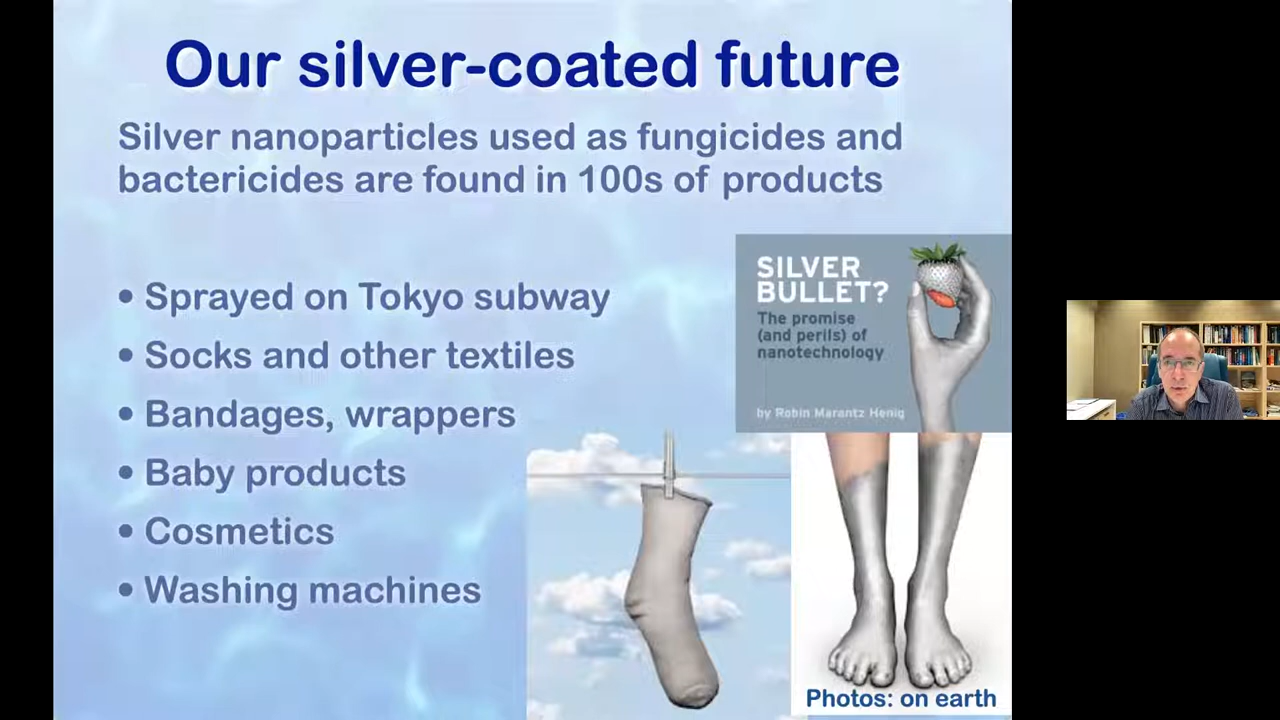 Our silver-coated future
Silver nanoparticles used as fungicides and
bactericides are found in 100s of products
• Sprayed on Tokyo subway
• Socks and other textiles
• Bandages, wrappers
• Baby products
• Cosmetics
• Washing machines
SILVER
BULLET?
The promise
(and perils) of
nanotechnology
by Robin Marantz Henig
Photos: on earth